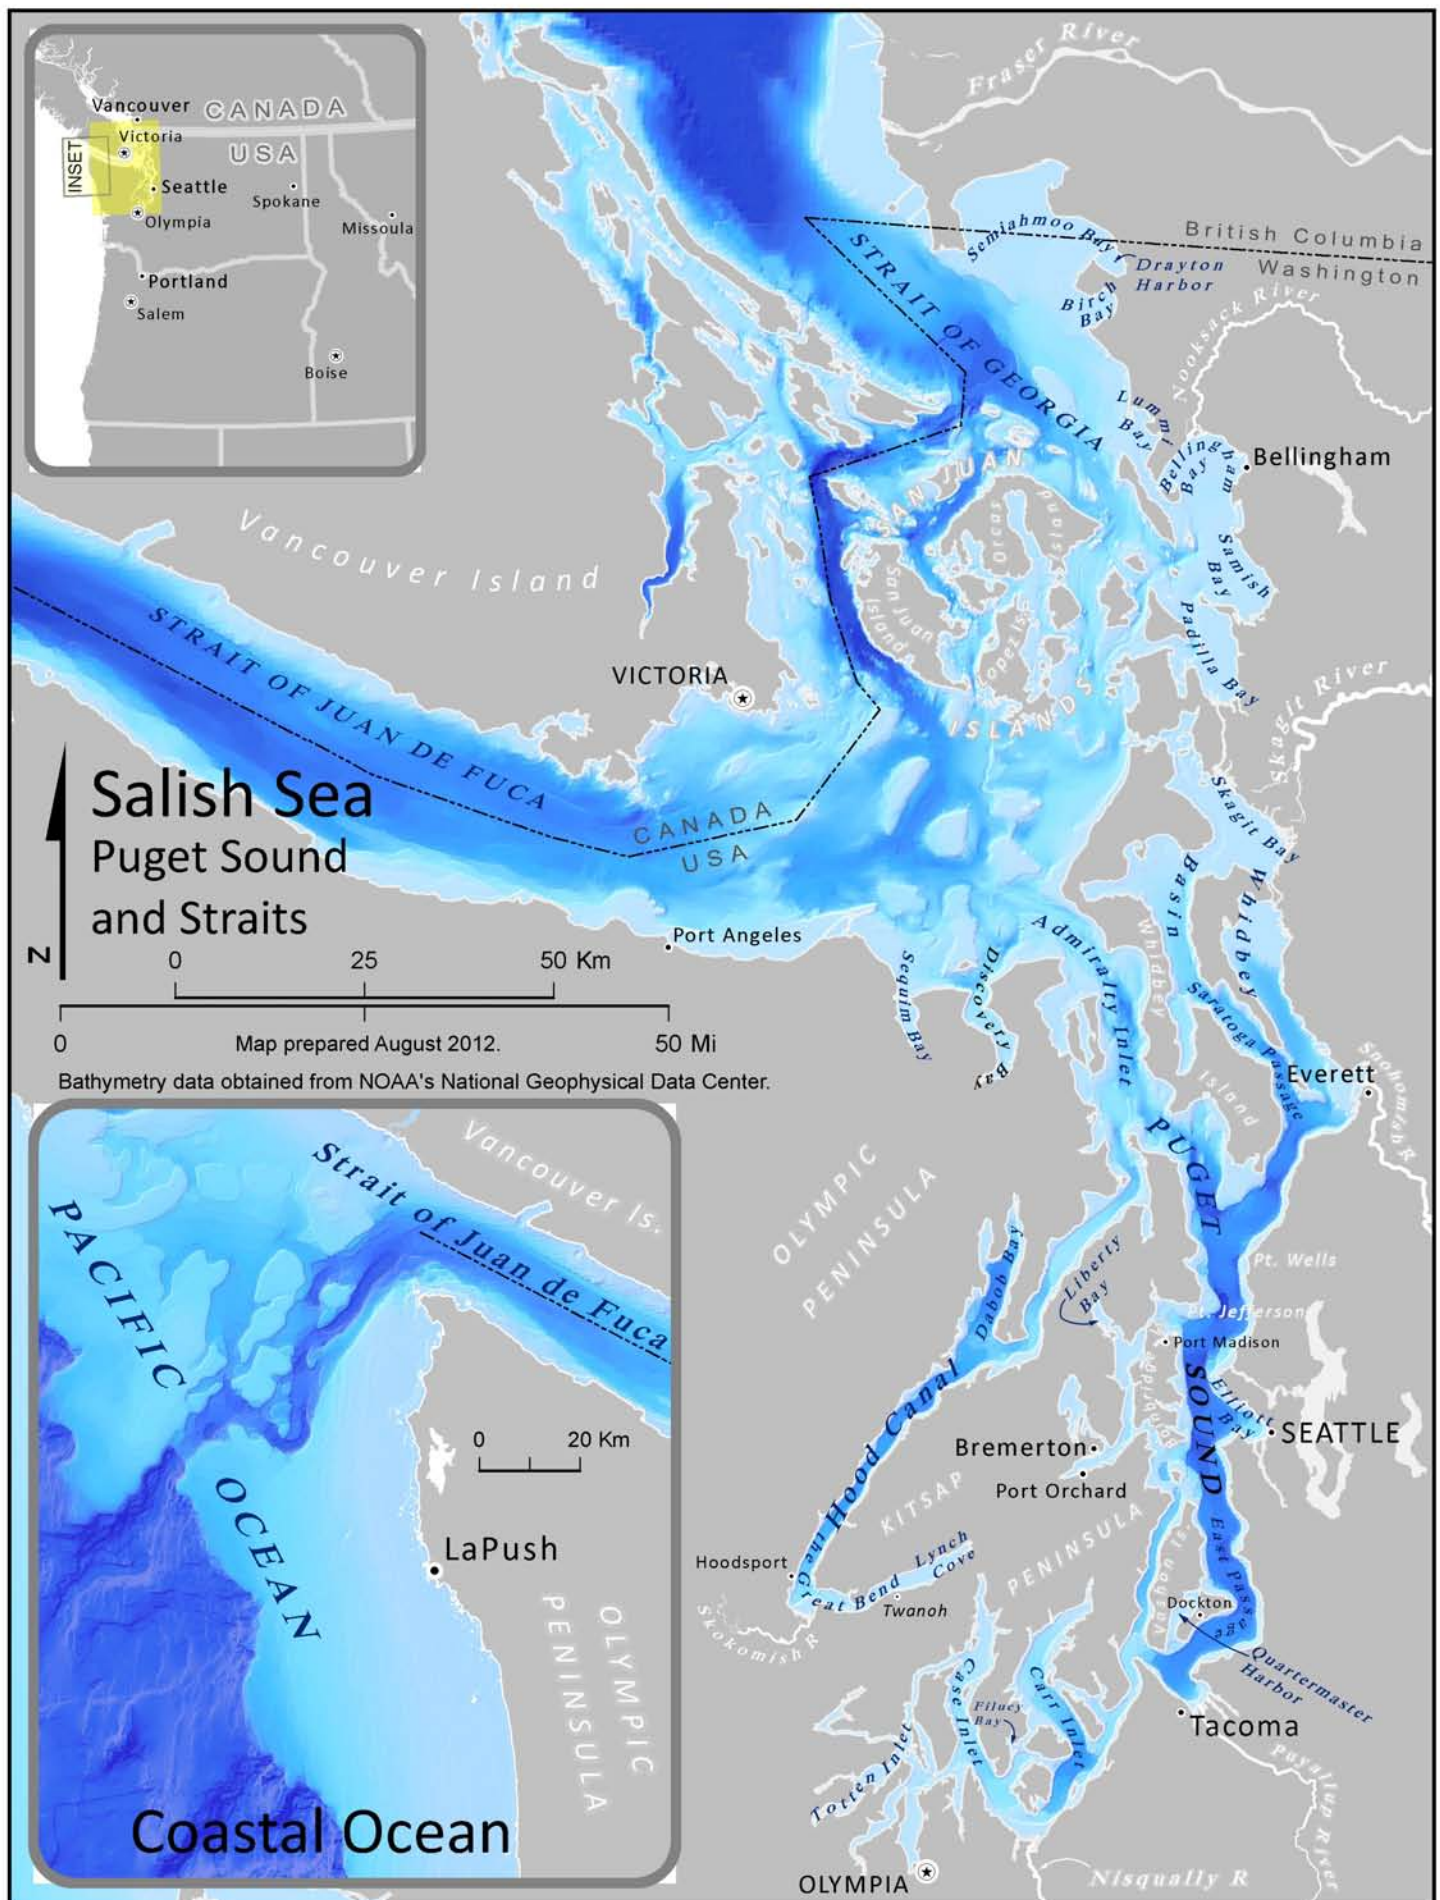 Vancouver
CANADA
Victoria
USA
INSET
Seattle
Spokane
Olympia
Missoula
Portland
Salem
Boise
Fraser River
British Columbia
Washington
Semiahmoo Bay
Drayton
Harbor
Birch
Bay
Nooksack River
STRAIT OF GEORGIA
Lummi
Bay
Bellingham
Bay
Bellingham
SAN JUAN
ISLANDS
Orcas
Island
San Juan
Island
Lopez Is.
Samish
Bay
Padilla Bay
Vancouver Island
STRAIT OF JUAN DE FUCA
VICTORIA
Skagit River
Skagit Bay
CANADA
USA
Salish Sea
Puget Sound
and Straits
N
0 25 50 Km
0 50 Mi
Map prepared August 2012.
Bathymetry data obtained from NOAA's National Geophysical Data Center.
Port Angeles
Sequim Bay
Discovery Bay
Admiralty Inlet
Whidbey
Basin
Whidbey
Island
Saratoga Passage
Everett
Snohomish R
PUGET
SOUND
OLYMPIC
PENINSULA
Pt. Wells
Pt. Jefferson
Port Madison
Liberty
Bay
Dabob Bay
Hood Canal
Bainbridge
Elliott
Bay
SEATTLE
Bremerton
Port Orchard
KITSAP
PENINSULA
Hoodsport
the Great Bend
Lynch
Cove
Twanoh
Skokomish R
Vashon Is.
East Passage
Dockton
Quartermaster
Harbor
Tacoma
Puyallup River
Case Inlet
Carr Inlet
Filucy
Bay
Totten Inlet
OLYMPIA
Nisqually R
Vancouver Is.
Strait of Juan de Fuca
PACIFIC
OCEAN
0 20 Km
LaPush
OLYMPIC
PENINSULA
Coastal Ocean